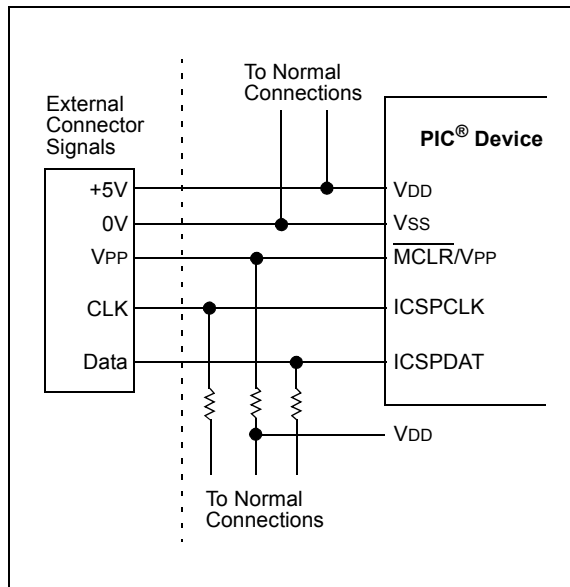 To Normal
Connections
External
Connector
Signals
PIC® Device
+5V
VDD
0V
VSS
VPP
MCLR/VPP
CLK
ICSPCLK
Data
ICSPDAT
VDD
To Normal
Connections